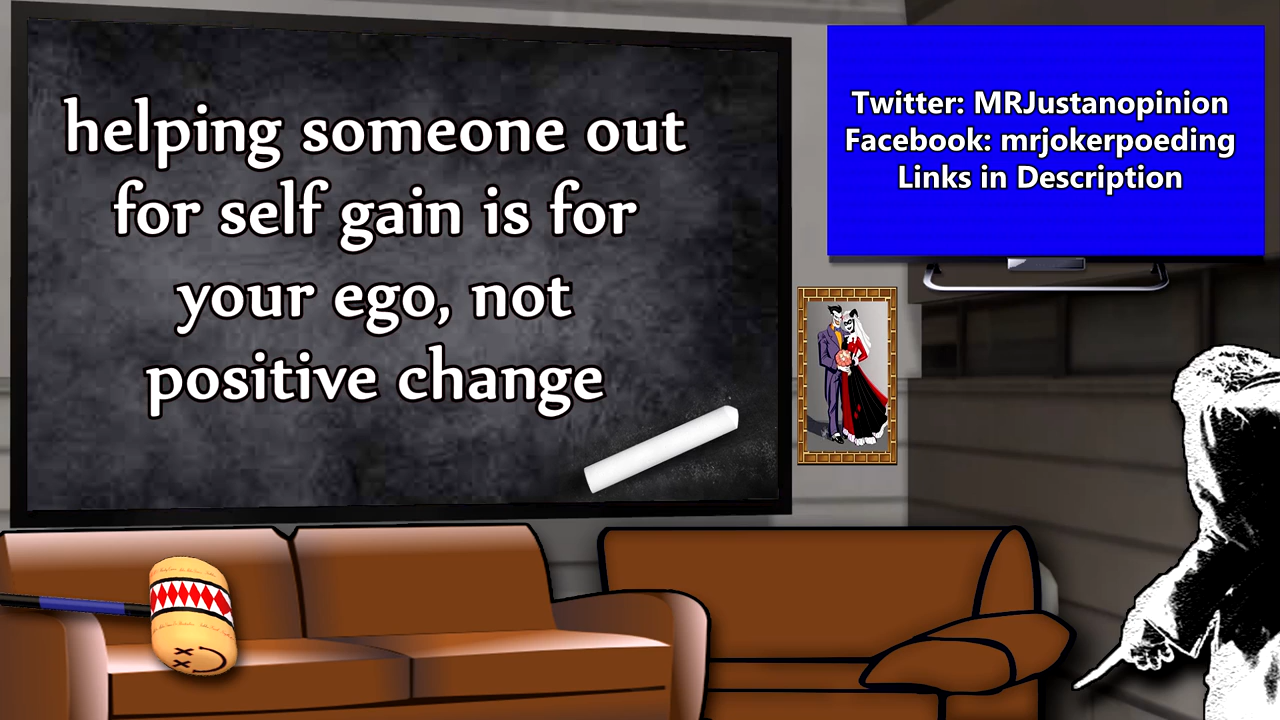 helping someone out
for self gain is for
your ego, not
positive change
Twitter: MRJustanopinion
Facebook: mrjokerpoeding
Links in Description